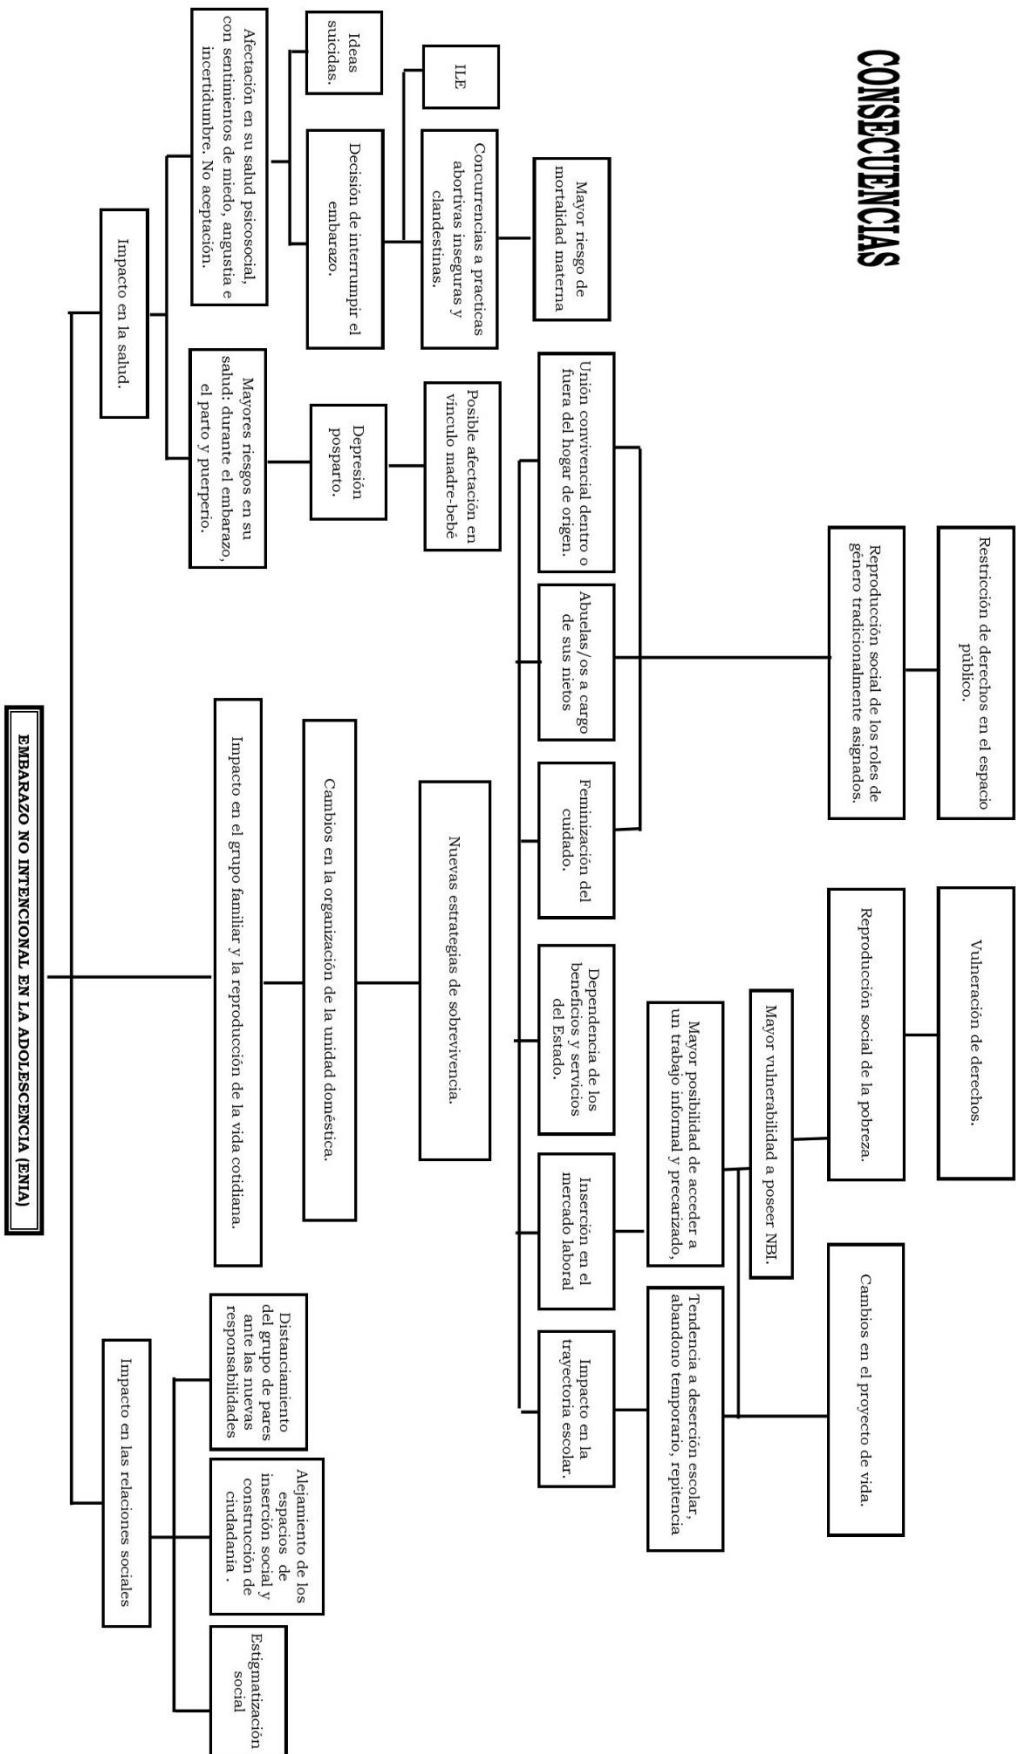 CONSECUENCIAS
Restricción de derechos en el espacio
público.
Vulneración de derechos.
Reproducción social de los roles de
género tradicionalmente asignados.
Reproducción social de la pobreza.
Cambios en el proyecto de vida.
Mayor vulnerabilidad a poseer NBI.
Mayor posibilidad de acceder a
un trabajo informal y precarizado,
Tendencia a deserción escolar,
abandono temporario, repitencia
Mayor riesgo de
mortalidad materna
Unión convivencial dentro o
fuera del hogar de origen.
Abuelas/os a cargo
de sus nietos
Feminización del
cuidado.
Dependencia de los
beneficios y servicios
del Estado.
Inserción en el
mercado laboral
Impacto en la
trayectoria escolar.
ILE
Concurrencias a practicas
abortivas inseguras y
clandestinas.
Posible afectación en
vínculo madre-bebé
Nuevas estrategias de sobrevivencia.
Ideas
suicidas.
Decisión de interrumpir el
embarazo.
Depresión
posparto.
Cambios en la organización de la unidad doméstica.
Afectación en su salud psicosocial,
con sentimientos de miedo, angustia e
incertidumbre. No aceptación.
Mayores riesgos en su
salud: durante el embarazo,
el parto y puerperio.
Impacto en el grupo familiar y la reproducción de la vida cotidiana.
Distanciamiento
del grupo de pares
ante las nuevas
responsabilidades
Alejamiento de los
espacios de
inserción social y
construcción de
ciudadanía .
Estigmatización
social
Impacto en la salud.
Impacto en las relaciones sociales
EMBARAZO NO INTENCIONAL EN LA ADOLESCENCIA (ENIA)